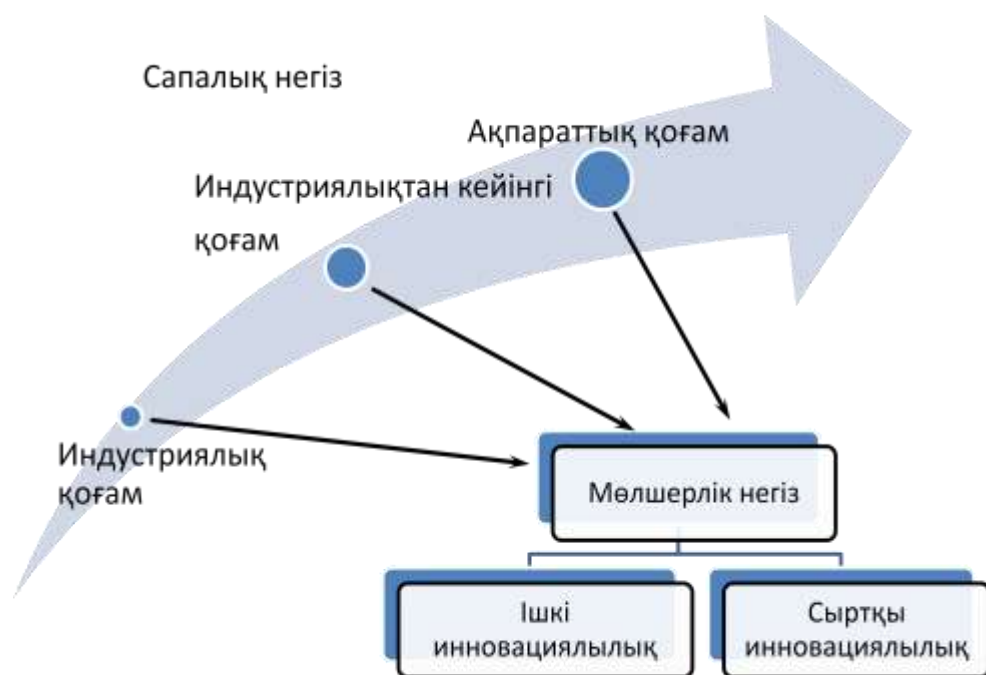 Сапалық негіз
Ақпараттық қоғам
Индустриялықтан кейінгі
қоғам
Индустриялық
қоғам
Мөлшерлік негіз
Ішкі
инновациялылық
Сыртқы
инновациялылық